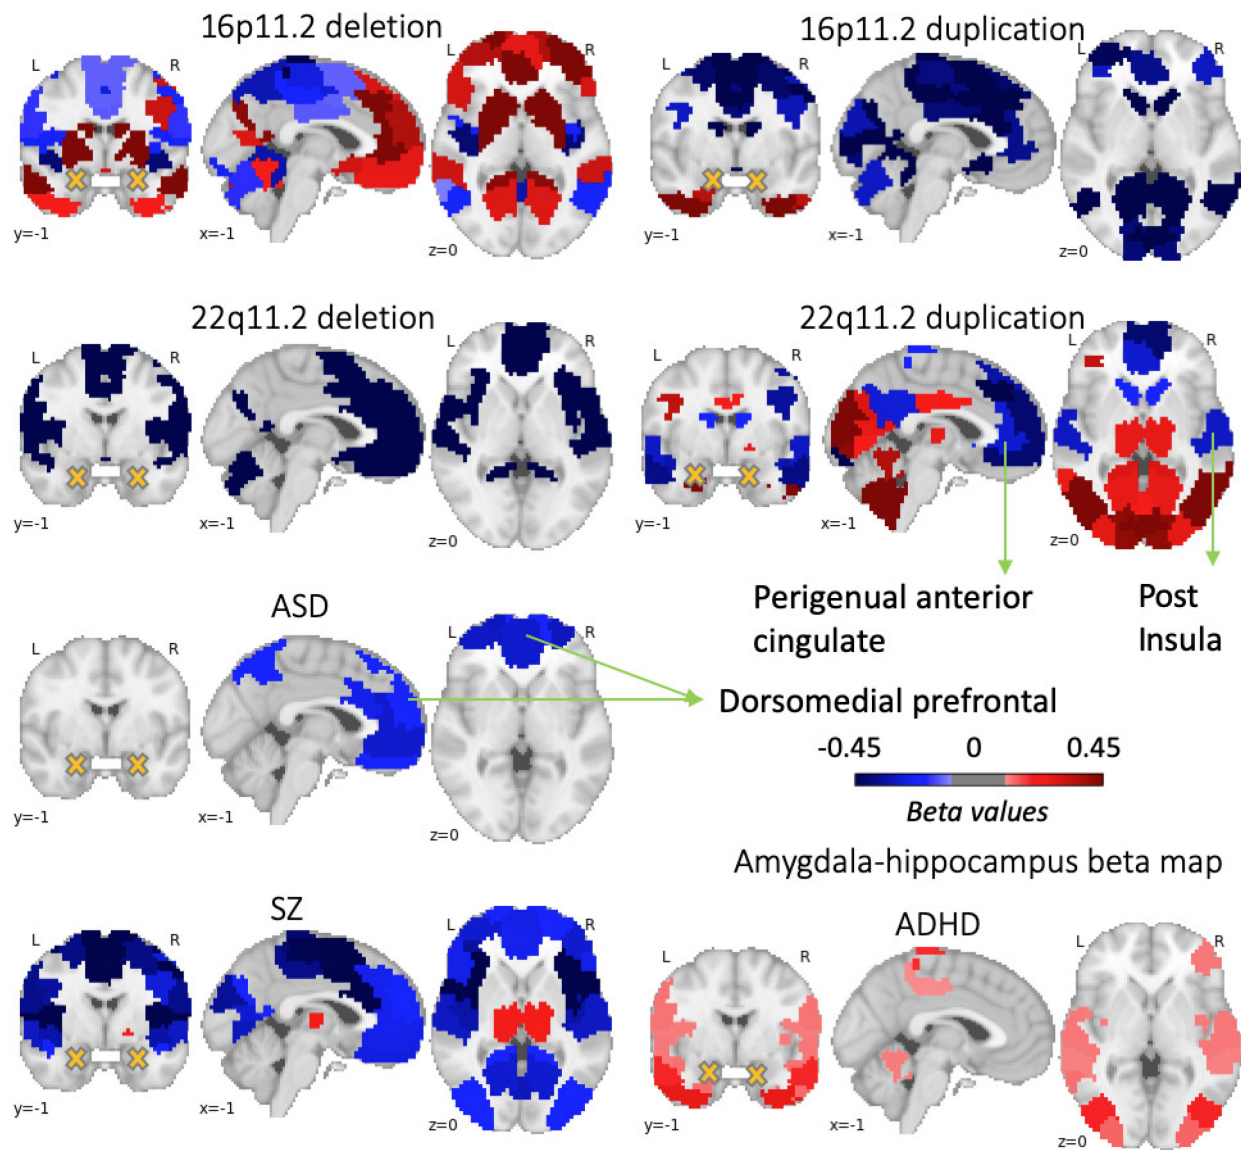 16p11.2 deletion
L R
y=-1 x=-1 z=0
16p11.2 duplication
L R
y=-1 x=-1 z=0
22q11.2 deletion
L R
y=-1 x=-1 z=0
22q11.2 duplication
L R
y=-1 x=-1 z=0
Perigenual anterior
cingulate
Post
Insula
ASD
L R
y=-1 x=-1 z=0
Dorsomedial prefrontal
-0.45 0 0.45
Beta values
Amygdala-hippocampus beta map
SZ
L R
y=-1 x=-1 z=0
ADHD
L R
y=-1 x=-1 z=0